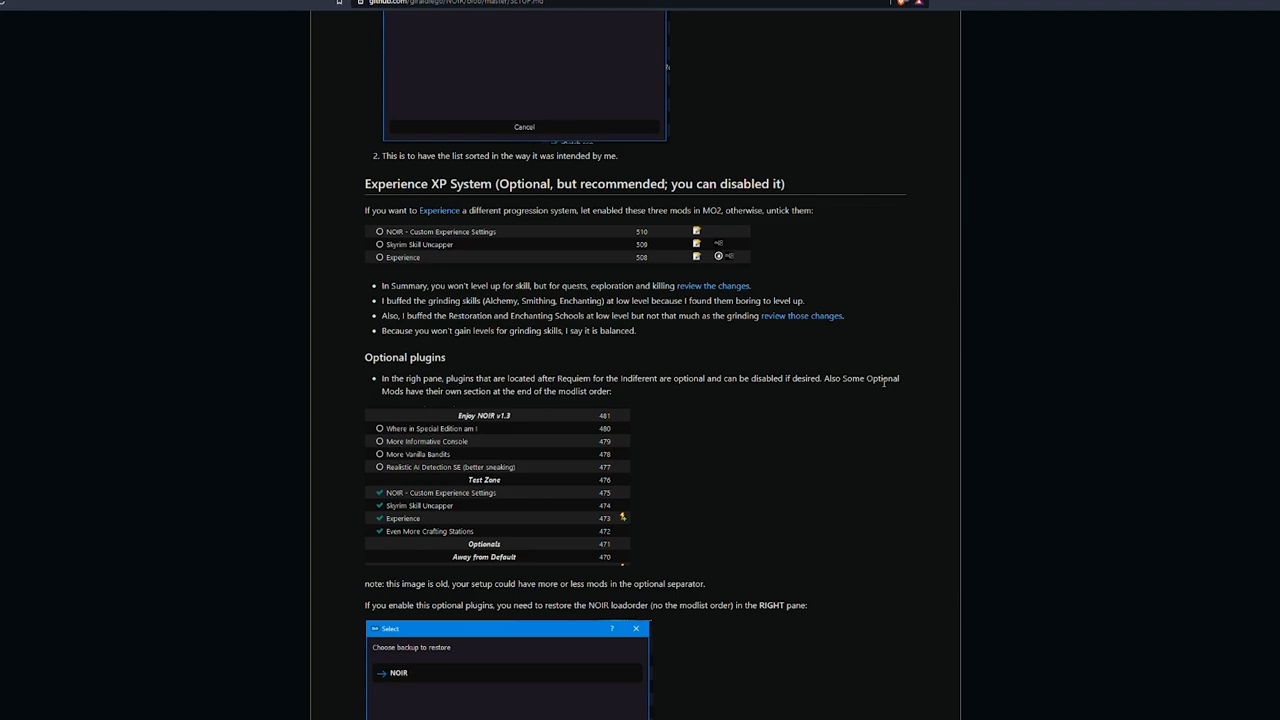 github.com/giraldiego/NOIR/blob/master/SETUP.md
Cancel
2. This is to have the list sorted in the way it was intended by me.
Experience XP System (Optional, but recommended; you can disabled it)
If you want to Experience a different progression system, let enabled these three mods in MO2, otherwise, untick them:
NOIR - Custom Experience Settings 510
Skyrim Skill Uncapper 509
Experience 508
• In Summary, you won't level up for skill, but for quests, exploration and killing review the changes.
• I buffed the grinding skills (Alchemy, Smithing, Enchanting) at low level because I found them boring to level up.
• Also, I buffed the Restoration and Enchanting Schools at low level but not that much as the grinding review those changes.
• Because you won't gain levels for grinding skills, I say it is balanced.
Optional plugins
• In the righ pane, plugins that are located after Requiem for the Indiferent are optional and can be disabled if desired. Also Some Optional
Mods have their own section at the end of the modlist order:
Enjoy NOIR v1.3 481
Where in Special Edition am I 480
More Informative Console 479
More Vanilla Bandits 478
Realistic AI Detection SE (better sneaking) 477
Test Zone 476
NOIR - Custom Experience Settings 475
Skyrim Skill Uncapper 474
Experience 473
Even More Crafting Stations 472
Optionals 471
Away from Default 470
note: this image is old, your setup could have more or less mods in the optional separator.
If you enable this optional plugins, you need to restore the NOIR loadorder (no the modlist order) in the RIGHT pane:
Select ? ×
Choose backup to restore
NOIR